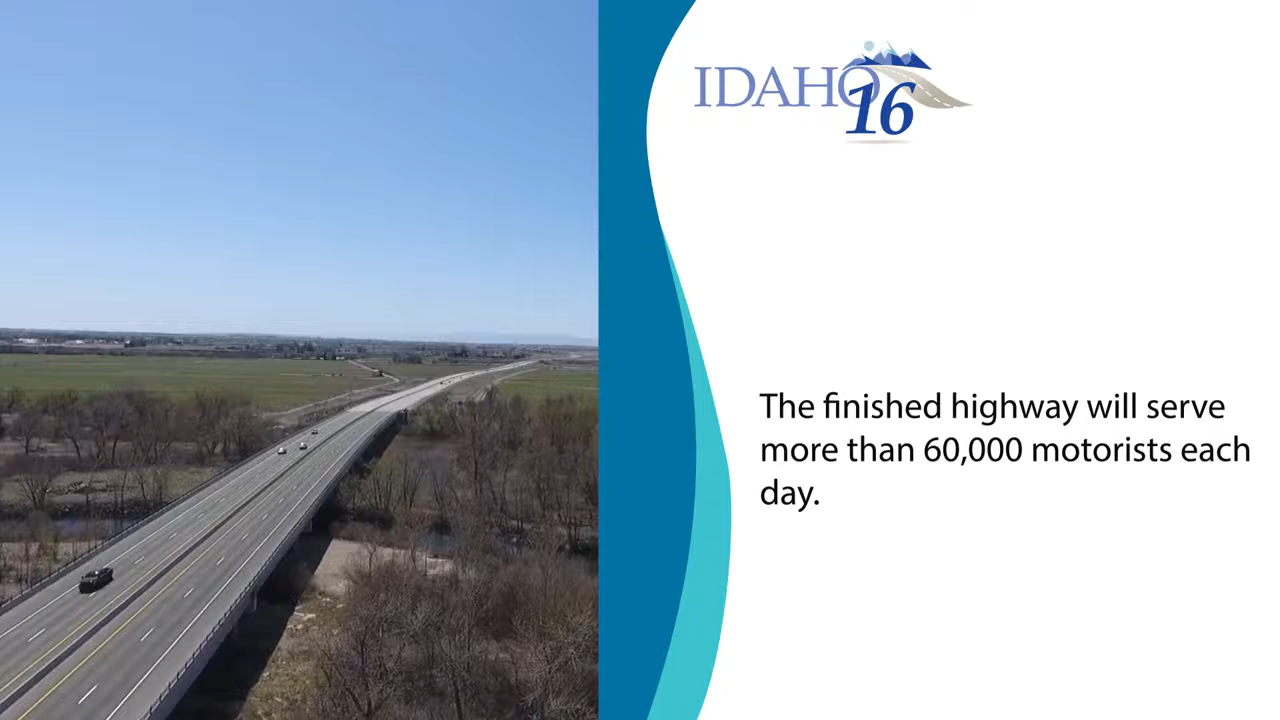 IDAHO
16
The finished highway will serve
more than 60,000 motorists each
day.